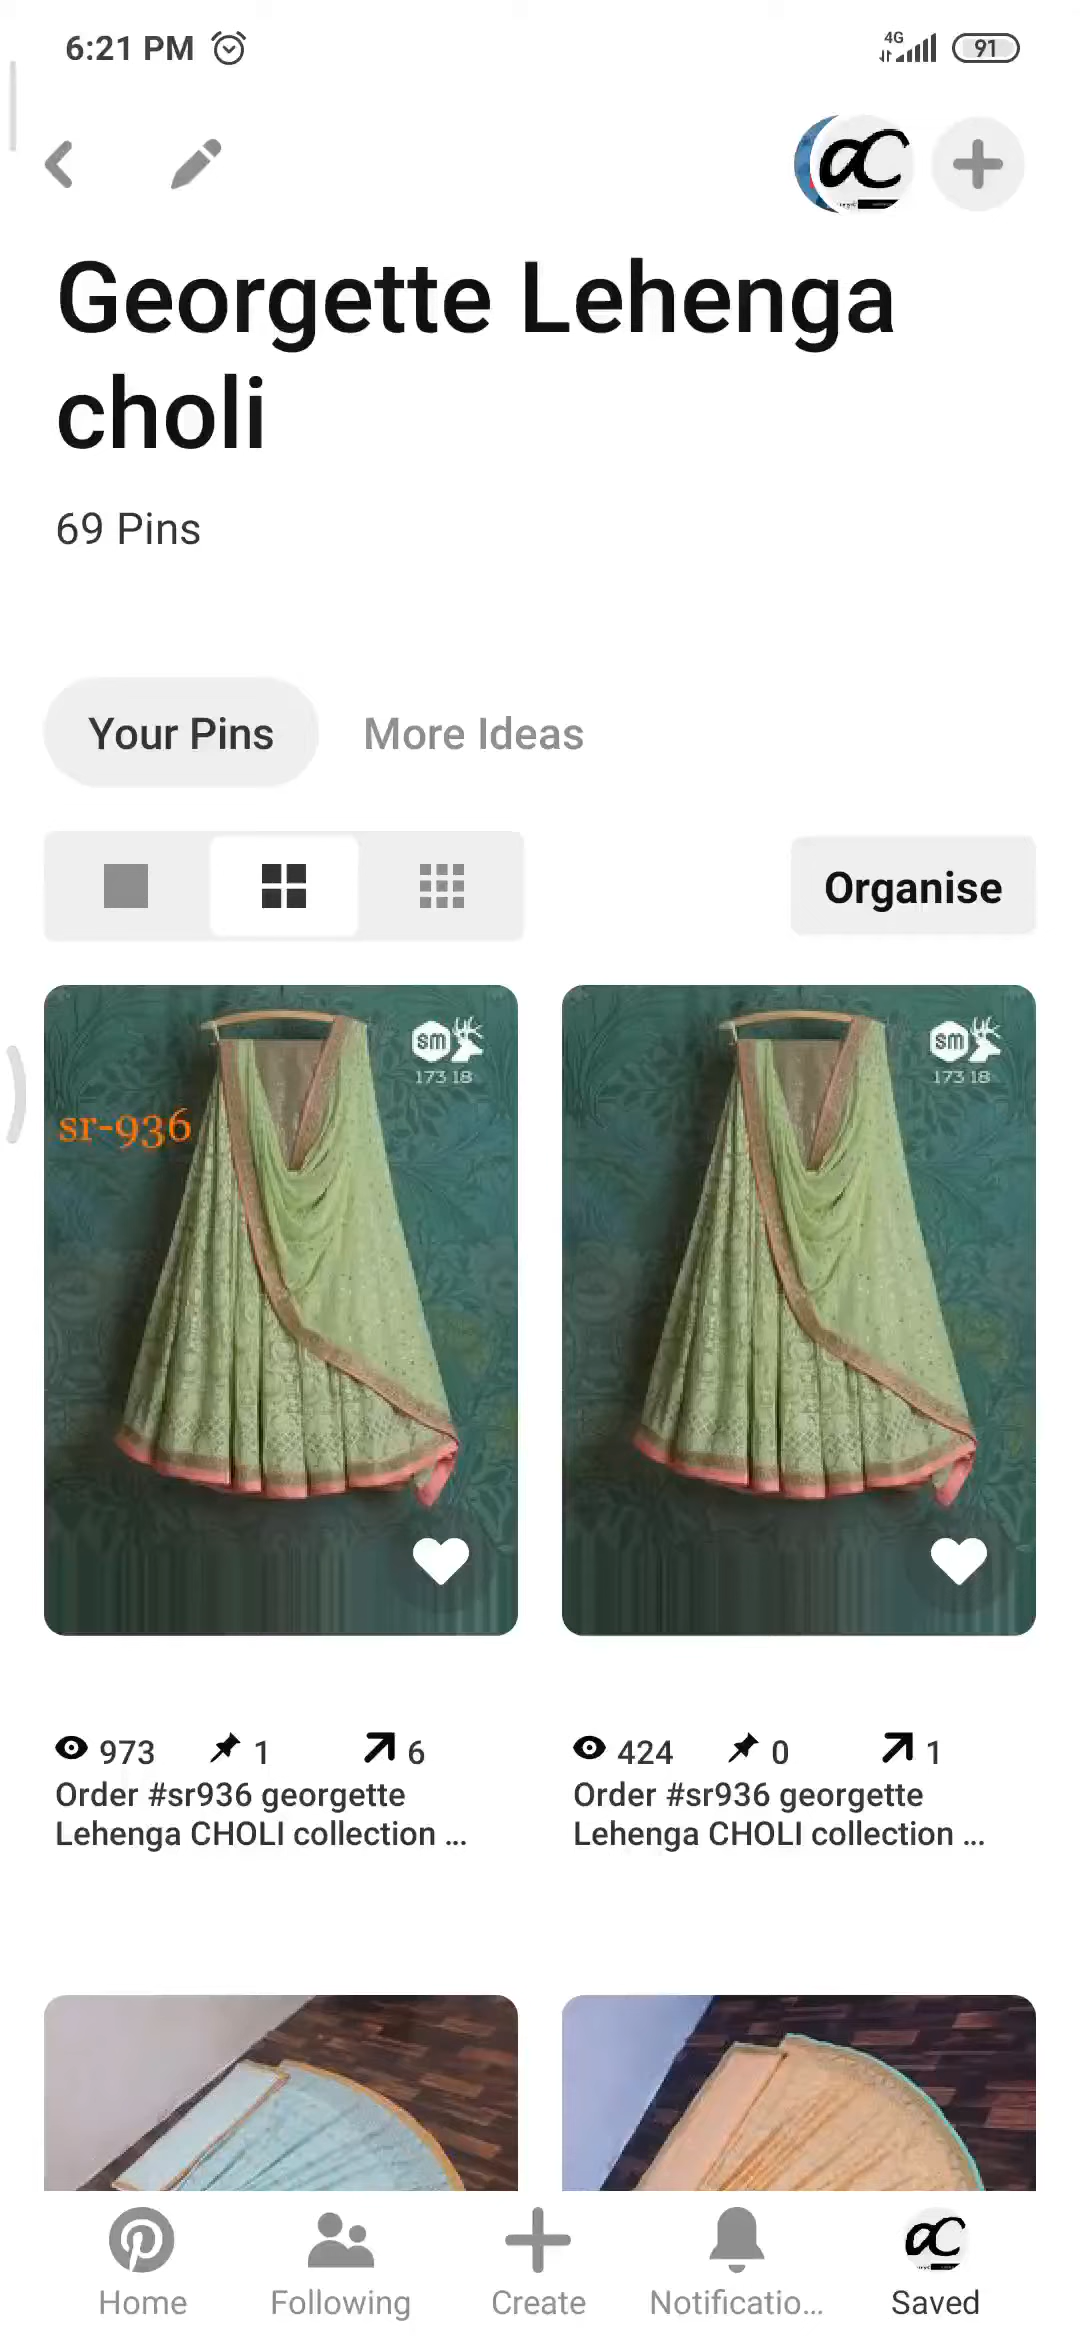 6:21 PM
4G
91
aC
Georgette Lehenga
choli
69 Pins
Your Pins
More Ideas
Organise
sm
173 18
sr-936
sm
173 18
973
1
6
Order #sr936 georgette
Lehenga CHOLI collection ...
424
0
1
Order #sr936 georgette
Lehenga CHOLI collection ...
aC
Home
Following
Create
Notificatio...
Saved